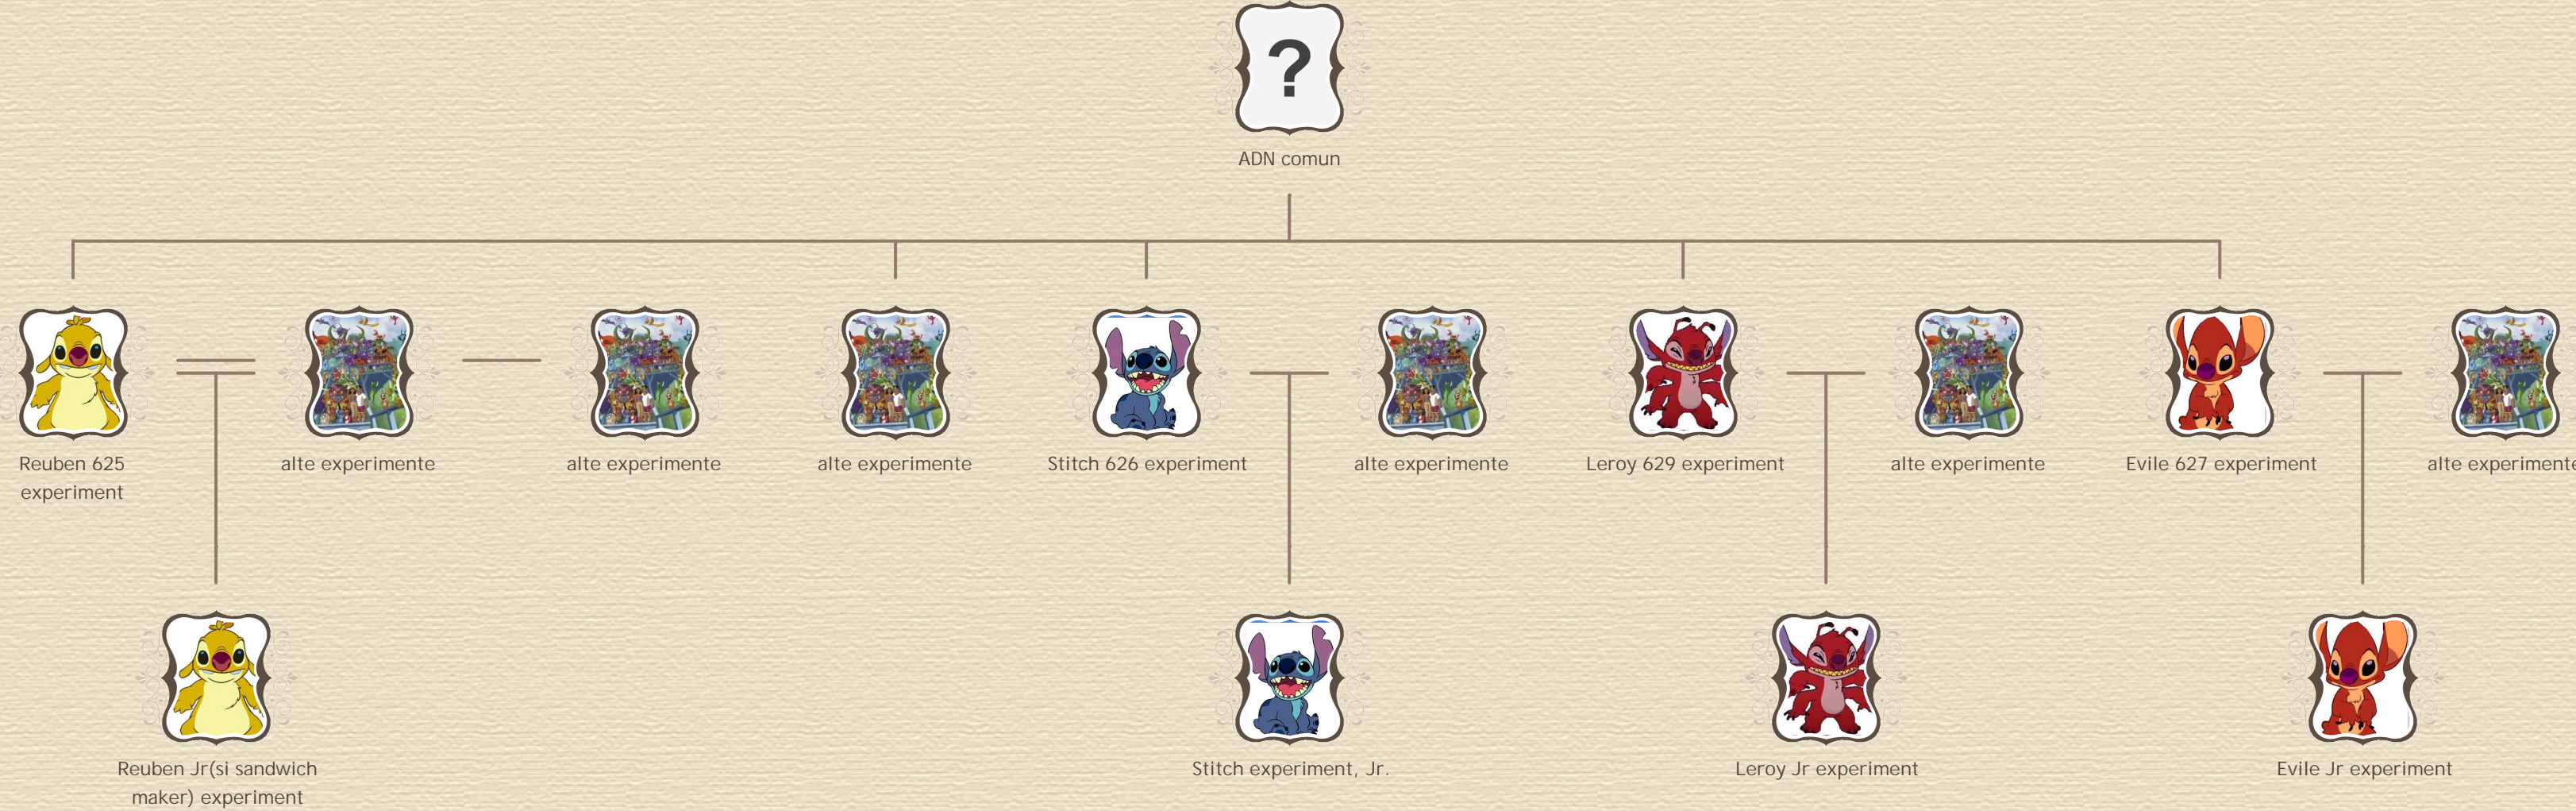 ?
ADN comun
Reuben 625
experiment
alte experimente
alte experimente
alte experimente
Stitch 626 experiment
alte experimente
Leroy 629 experiment
alte experimente
Evile 627 experiment
alte experimente
Reuben Jr(si sandwich
maker) experiment
Stitch experiment, Jr.
Leroy Jr experiment
Evile Jr experiment